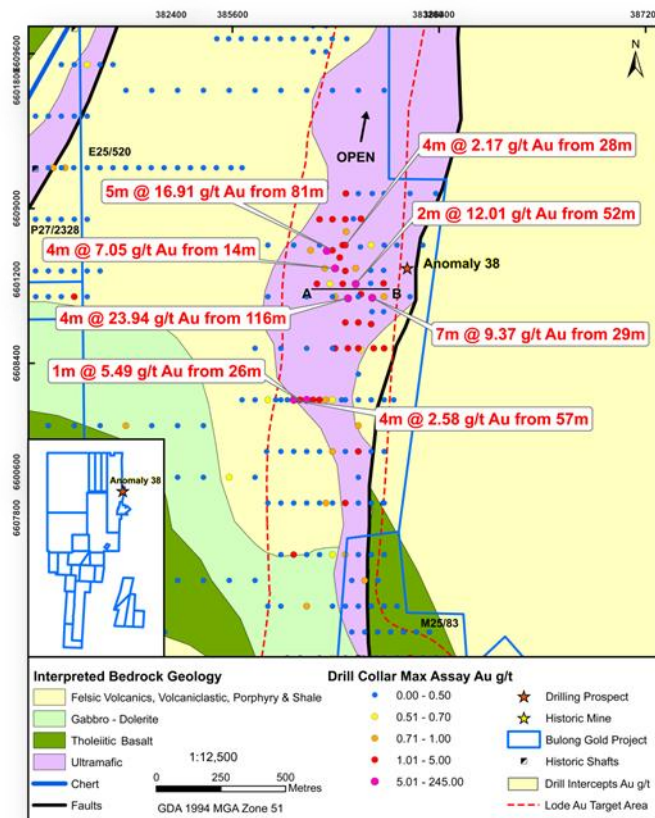 382400
385600
383200
386400
38720
6609600
6601800
N
OPEN
E25/520
4m @ 2.17 g/t Au from 28m
5m @ 16.91 g/t Au from 81m
2m @ 12.01 g/t Au from 52m
6609000
P27/2328
4m @ 7.05 g/t Au from 14m
Anomaly 38
6601200
A
B
4m @ 23.94 g/t Au from 116m
7m @ 9.37 g/t Au from 29m
6608400
1m @ 5.49 g/t Au from 26m
4m @ 2.58 g/t Au from 57m
Anomaly 38
6600600
6607800
M25/83
Interpreted Bedrock Geology
Felsic Volcanics, Volcaniclastic, Porphyry & Shale
Gabbro - Dolerite
Tholeiitic Basalt
Ultramafic
Chert
Faults
1:12,500
0
250
500
Metres
GDA 1994 MGA Zone 51
Drill Collar Max Assay Au g/t
0.00 - 0.50
0.51 - 0.70
0.71 - 1.00
1.01 - 5.00
5.01 - 245.00
Drilling Prospect
Historic Mine
Bulong Gold Project
Historic Shafts
Drill Intercepts Au g/t
Lode Au Target Area